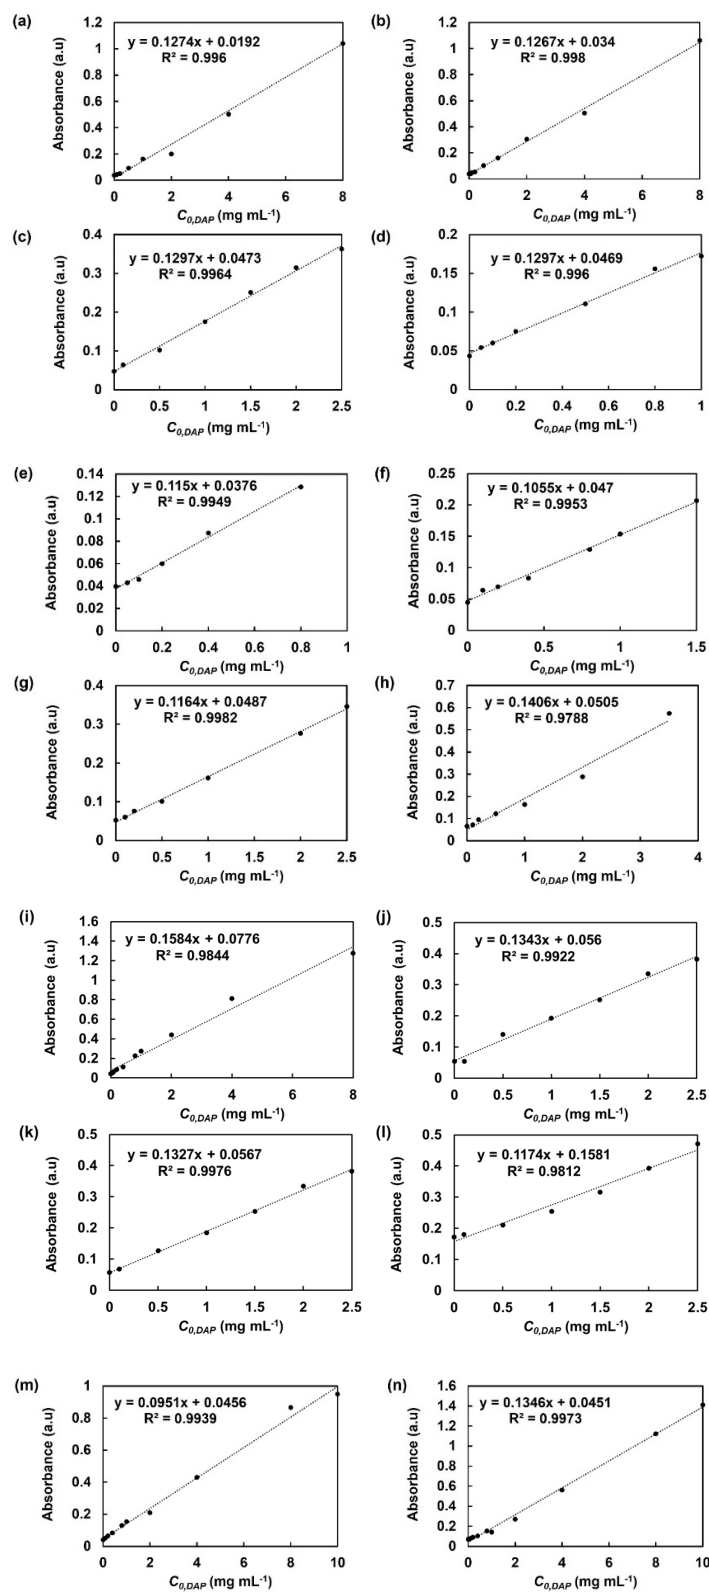 (a)
Absorbance (a.u)
1.2
1
0.8
0.6
0.4
0.2
0
y = 0.1274x + 0.0192
R² = 0.996
0 2 4 6 8
C0,DAP (mg mL-1)
(b)
Absorbance (a.u)
1.2
1
0.8
0.6
0.4
0.2
0
y = 0.1267x + 0.034
R² = 0.998
0 2 4 6 8
C0,DAP (mg mL-1)
(c)
Absorbance (a.u)
0.4
0.3
0.2
0.1
0
y = 0.1297x + 0.0473
R² = 0.9964
0 0.5 1 1.5 2 2.5
C0,DAP (mg mL-1)
(d)
Absorbance (a.u)
0.2
0.15
0.1
0.05
0
y = 0.1297x + 0.0469
R² = 0.996
0 0.2 0.4 0.6 0.8 1
C0,DAP (mg mL-1)
(e)
Absorbance (a.u)
0.14
0.12
0.1
0.08
0.06
0.04
0.02
0
y = 0.115x + 0.0376
R² = 0.9949
0 0.2 0.4 0.6 0.8 1
C0,DAP (mg mL-1)
(f)
Absorbance (a.u)
0.25
0.2
0.15
0.1
0.05
0
y = 0.1055x + 0.047
R² = 0.9953
0 0.5 1 1.5
C0,DAP (mg mL-1)
(g)
Absorbance (a.u)
0.4
0.3
0.2
0.1
0
y = 0.1164x + 0.0487
R² = 0.9982
0 0.5 1 1.5 2 2.5
C0,DAP (mg mL-1)
(h)
Absorbance (a.u)
0.7
0.6
0.5
0.4
0.3
0.2
0.1
0
y = 0.1406x + 0.0505
R² = 0.9788
0 1 2 3 4
C0,DAP (mg mL-1)
(i)
Absorbance (a.u)
1.6
1.4
1.2
1
0.8
0.6
0.4
0.2
0
y = 0.1584x + 0.0776
R² = 0.9844
0 2 4 6 8
C0,DAP (mg mL-1)
(j)
Absorbance (a.u)
0.5
0.4
0.3
0.2
0.1
0
y = 0.1343x + 0.056
R² = 0.9922
0 0.5 1 1.5 2 2.5
C0,DAP (mg mL-1)
(k)
Absorbance (a.u)
0.5
0.4
0.3
0.2
0.1
0
y = 0.1327x + 0.0567
R² = 0.9976
0 0.5 1 1.5 2 2.5
C0,DAP (mg mL-1)
(l)
Absorbance (a.u)
0.5
0.4
0.3
0.2
0.1
0
y = 0.1174x + 0.1581
R² = 0.9812
0 0.5 1 1.5 2 2.5
C0,DAP (mg mL-1)
(m)
Absorbance (a.u)
1
0.8
0.6
0.4
0.2
0
y = 0.0951x + 0.0456
R² = 0.9939
0 2 4 6 8 10
C0,DAP (mg mL-1)
(n)
Absorbance (a.u)
1.6
1.4
1.2
1
0.8
0.6
0.4
0.2
0
y = 0.1346x + 0.0451
R² = 0.9973
0 2 4 6 8 10
C0,DAP (mg mL-1)